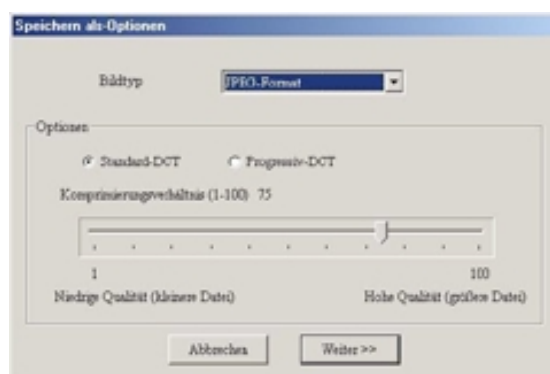 Speichern als-Optionen
Bildtyp JPEG-Format
Optionen
Standard-DCT Progressiv-DCT
Komprimierungsverhältnis (1-100) 75
1 100
Niedrige Qualität (kleinere Datei) Hohe Qualität (größere Datei)
Abbrechen Weiter >>